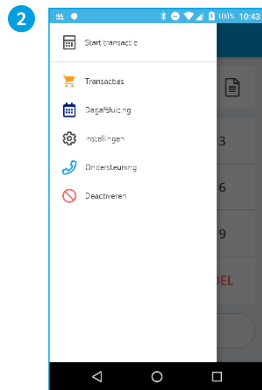 2
100% 10:43
Start transactie
Transacties
3
Dagafsluiting
Instellingen
6
Ondersteuning
Deactiveren
9
DEL